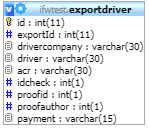 ifwtest.exportdriver
id : int(11)
exportId : int(11)
drivercompany : varchar(30)
driver : varchar(30)
acr : varchar(30)
idcheck : int(1)
proofid : int(1)
proofauthor : int(1)
payment : varchar(15)